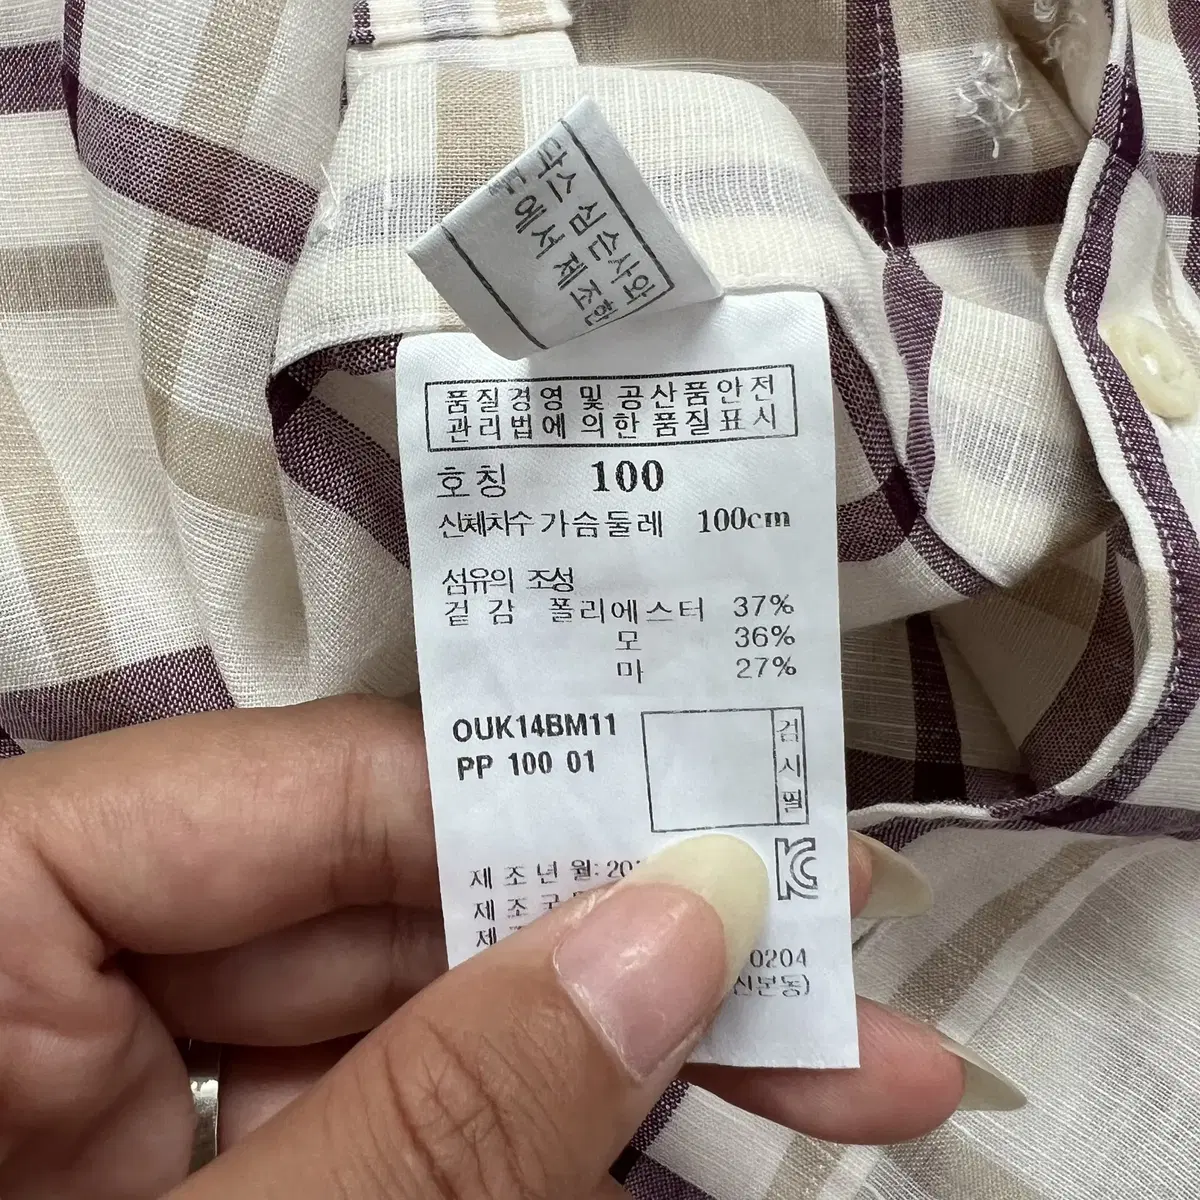 닥스 심슨사와
에서 제조한
품질경영 및 공산품안전
관리법에 의한 품질표시
호칭 100
신체치수 가슴둘레 100cm
섬유의 조성
겉감 폴리에스터 37%
모 36%
마 27%
OUK14BM11
PP 100 01
검사필
제조년월: 20
제조
제
0204
신본동)